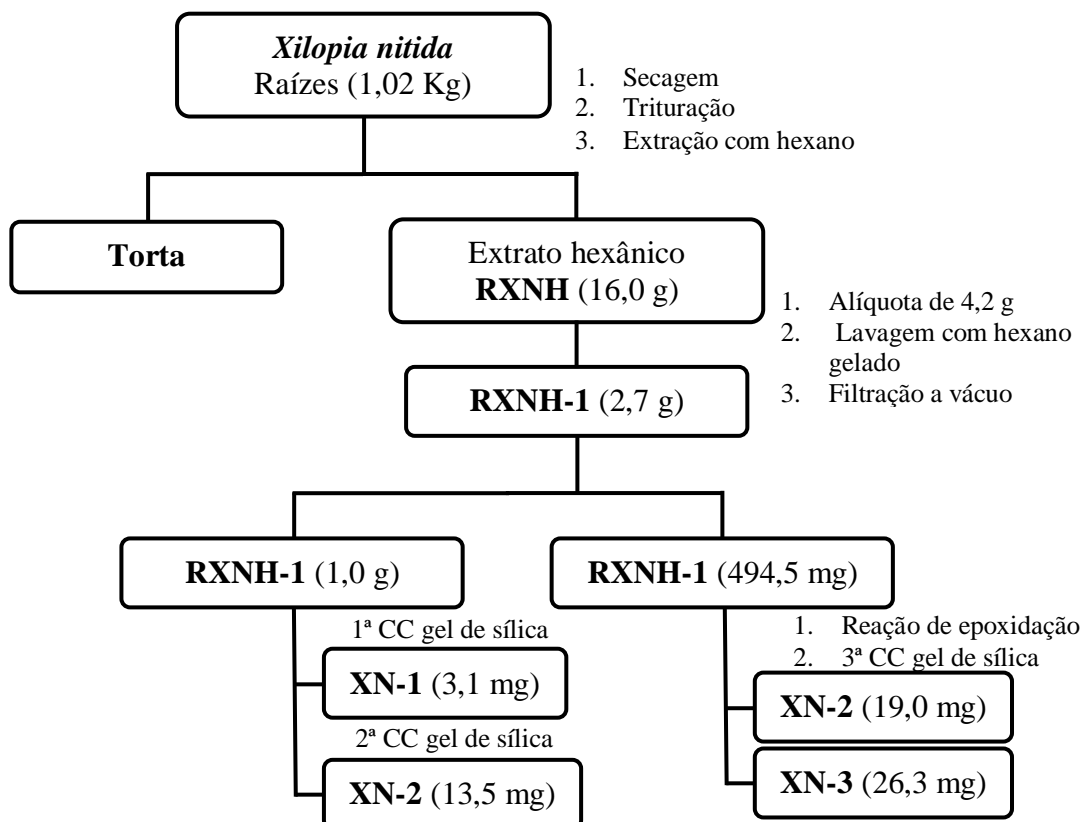 Xilopia nitida
Raízes (1,02 Kg)
1. Secagem
2. Trituração
3. Extração com hexano
Torta
Extrato hexânico
RXNH (16,0 g)
1. Alíquota de 4,2 g
2. Lavagem com hexano
gelado
3. Filtração a vácuo
RXNH-1 (2,7 g)
RXNH-1 (1,0 g)
1ª CC gel de sílica
XN-1 (3,1 mg)
2ª CC gel de sílica
XN-2 (13,5 mg)
RXNH-1 (494,5 mg)
1. Reação de epoxidação
2. 3ª CC gel de sílica
XN-2 (19,0 mg)
XN-3 (26,3 mg)